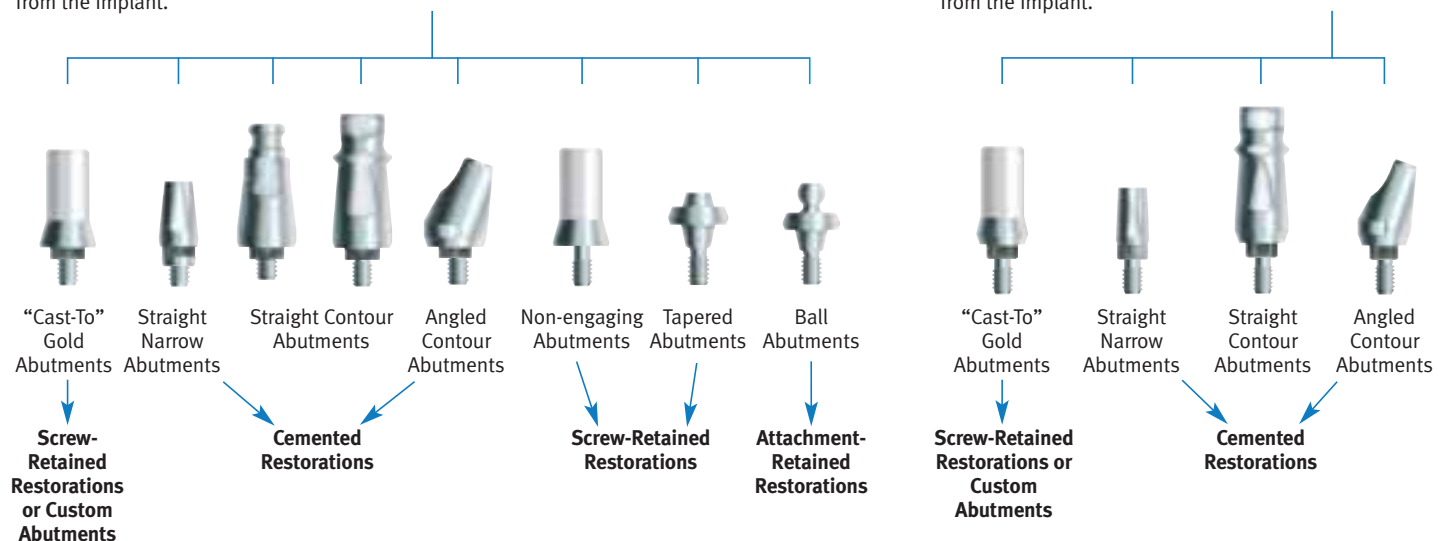 from the implant.
"Cast-To"
Gold
Abutments
Straight
Narrow
Abutments
Straight Contour
Abutments
Angled
Contour
Abutments
Non-engaging
Abutments
Tapered
Abutments
Ball
Abutments
Screw-
Retained
Restorations
or Custom
Abutments
Cemented
Restorations
Screw-Retained
Restorations
Attachment-
Retained
Restorations
from the implant.
“Cast-To”
Gold
Abutments
Straight
Narrow
Abutments
Straight
Contour
Abutments
Angled
Contour
Abutments
Screw-Retained
Restorations or
Custom
Abutments
Cemented
Restorations